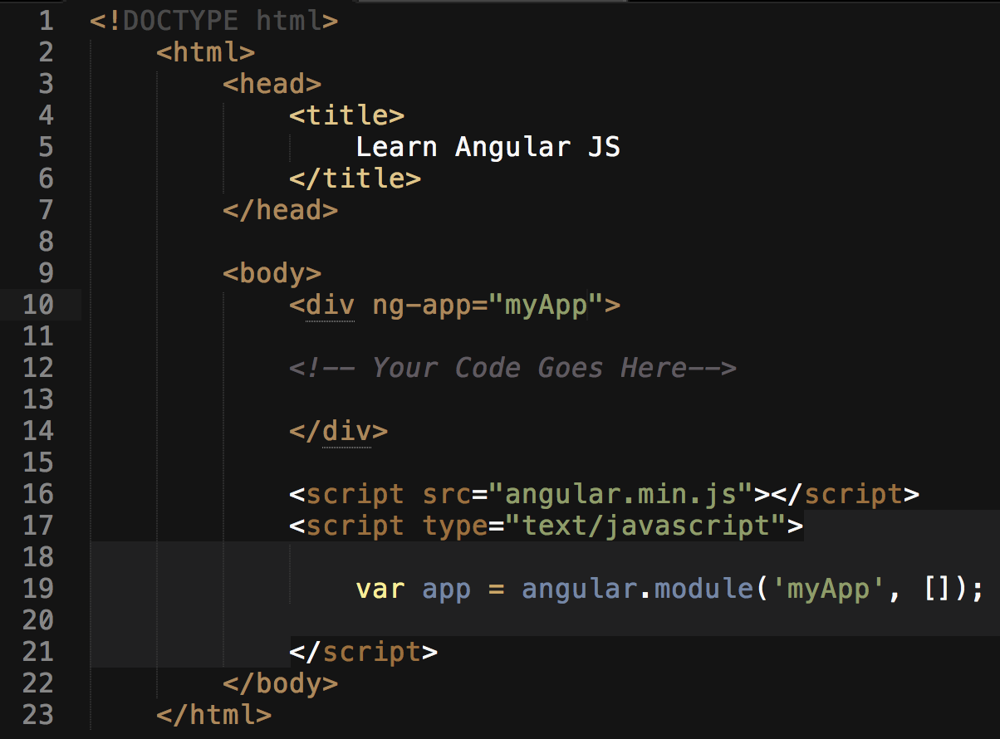 1 <!DOCTYPE html>
2 <html>
3 <head>
4 <title>
5 Learn Angular JS
6 </title>
7 </head>
8
9 <body>
10 <div ng-app="myApp">
11
12 <!-- Your Code Goes Here-->
13
14 </div>
15
16 <script src="angular.min.js"></script>
17 <script type="text/javascript">
18
19 var app = angular.module('myApp', []);
20
21 </script>
22 </body>
23 </html>